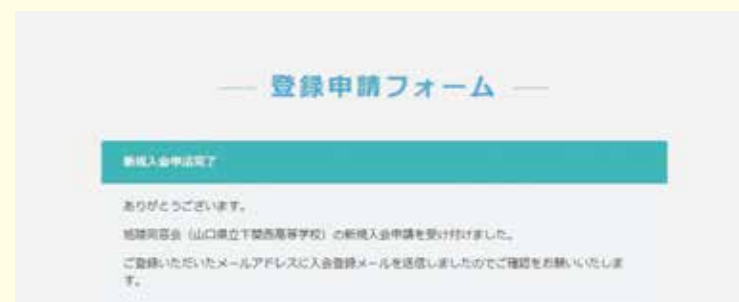 登録申請フォーム
新規入会申請完了
ありがとうございます。
旭陵同窓会（山口県立下関西高等学校）の新規入会申請を受け付けました。
ご登録いただいたメールアドレスに入会登録メールを送信しましたのでご確認をお願いいたしま
す。